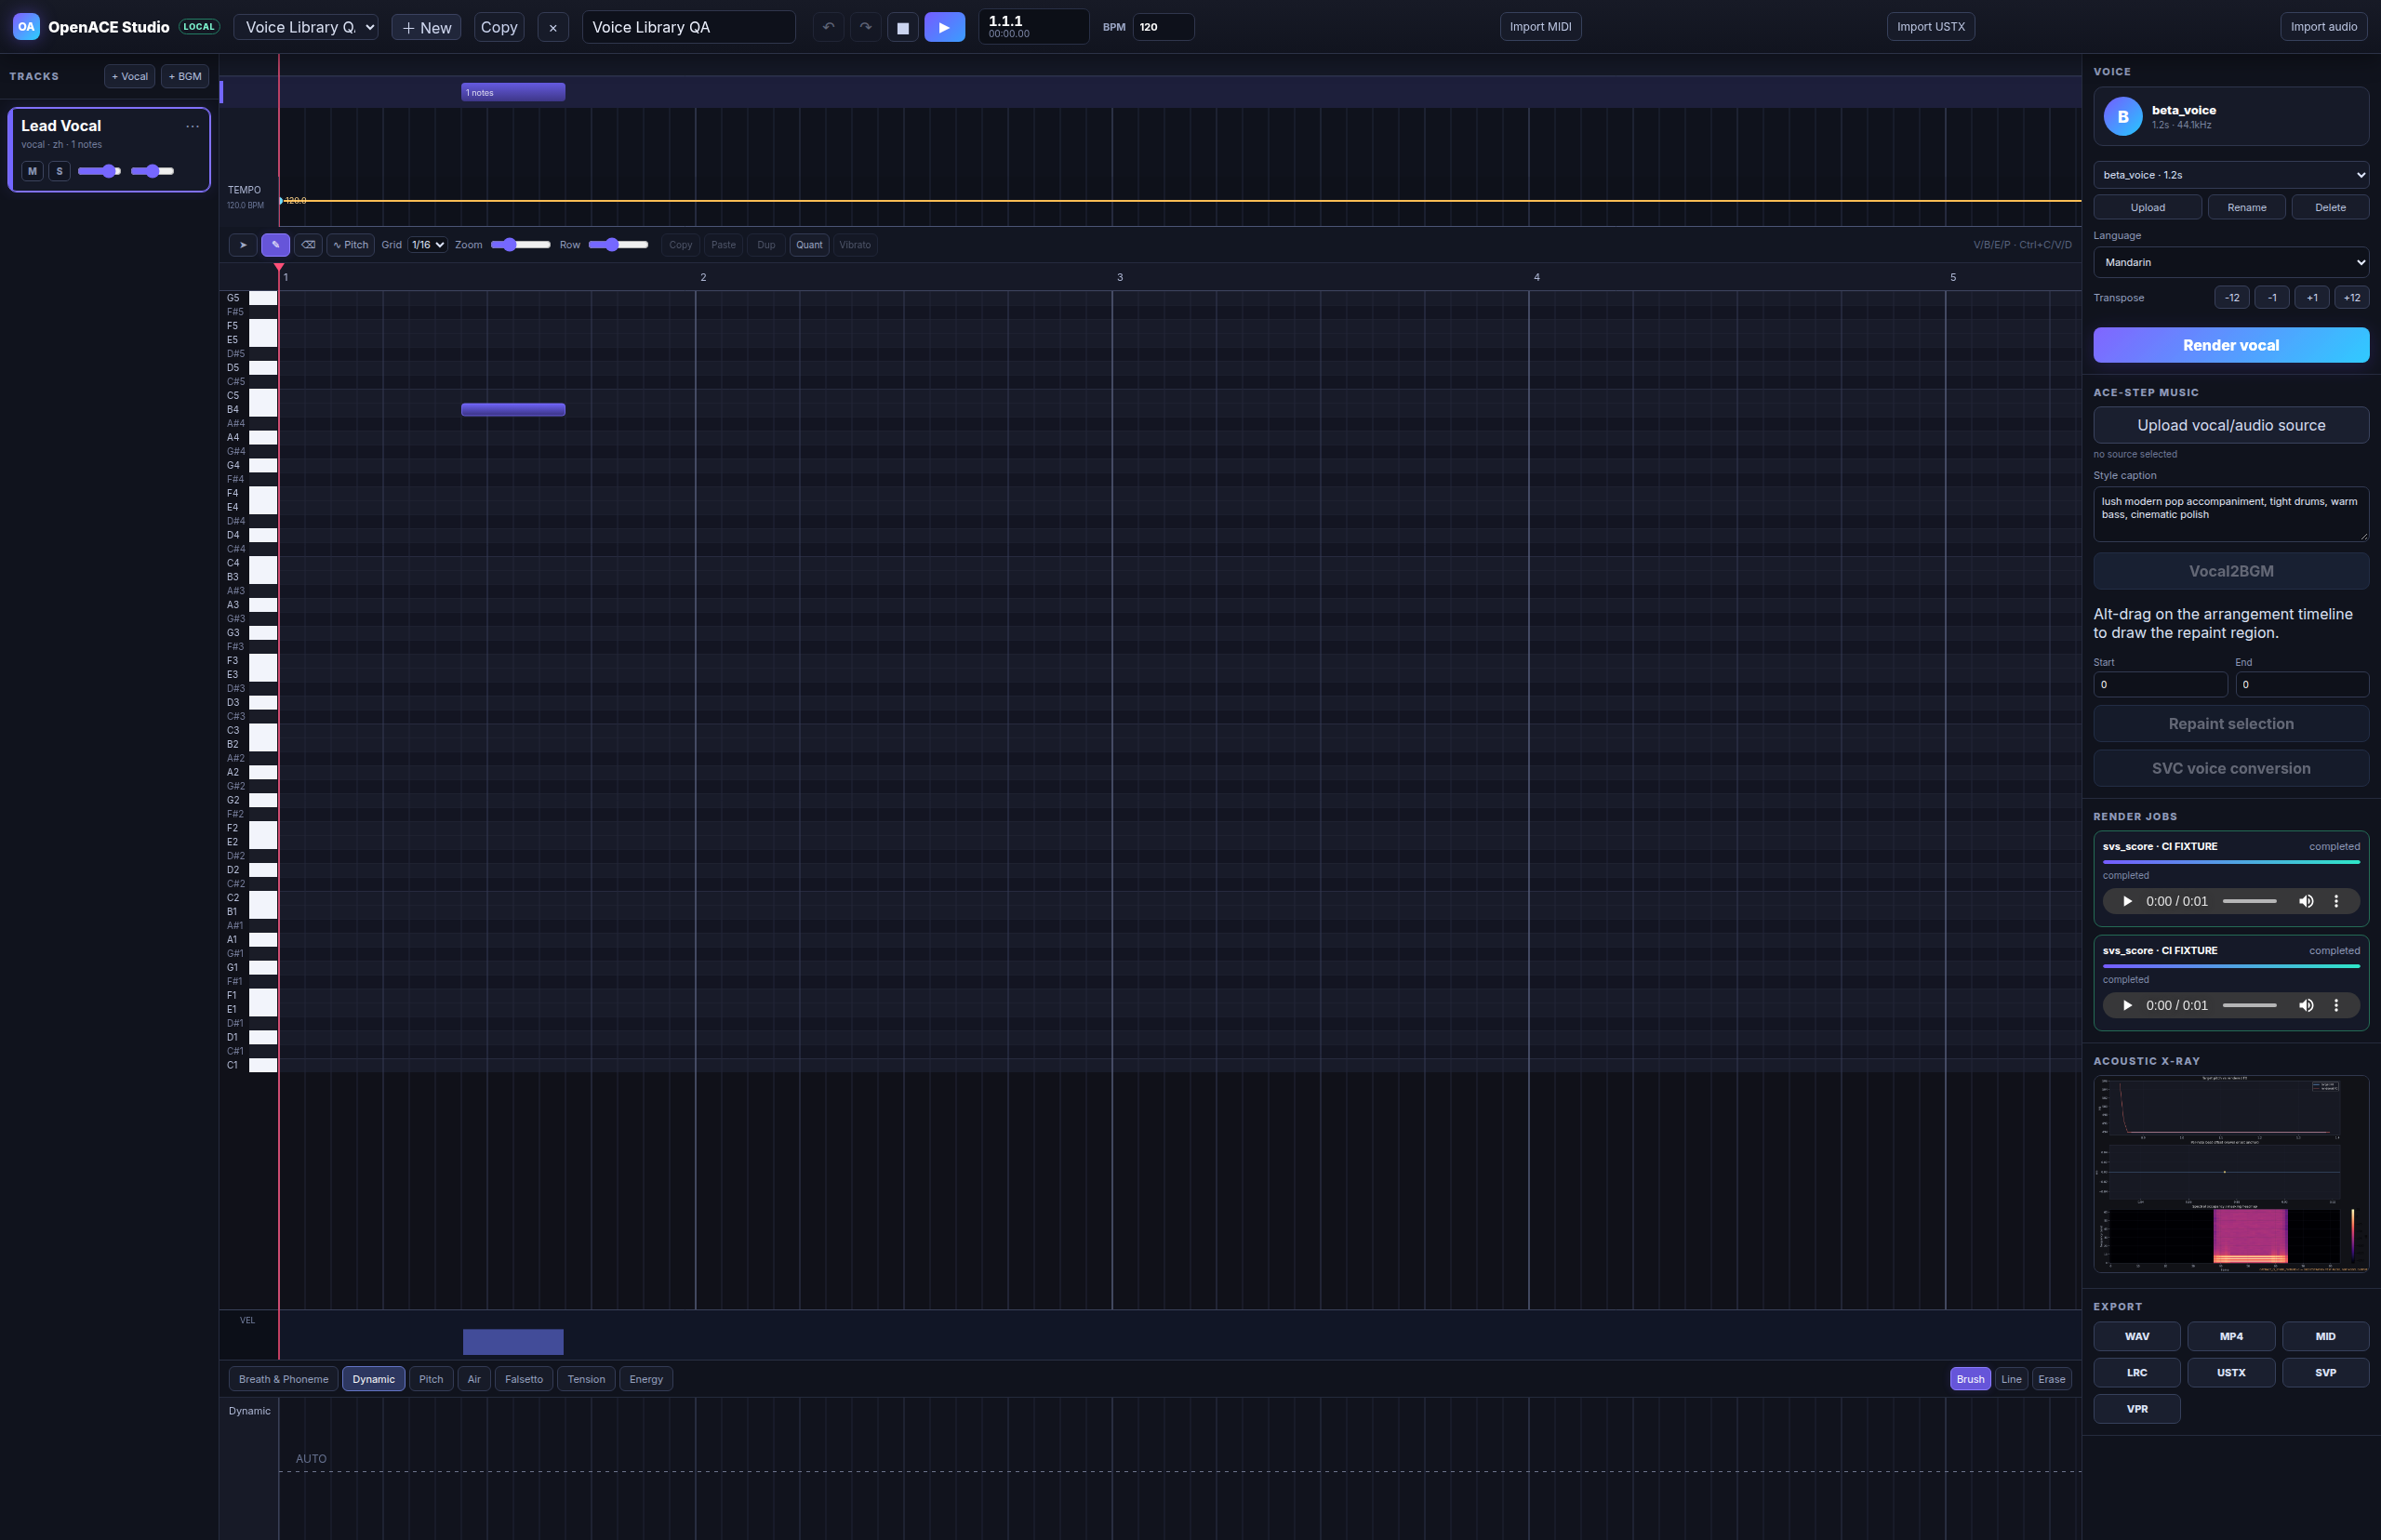 OA OpenACE Studio LOCAL Voice Library Q. + New Copy × Voice Library QA 1.1.1 BPM 120 Import MIDI Import USTX Import audio
00:00.00
TRACKS + Vocal + BGM
Lead Vocal ...
vocal · zh · 1 notes
M S
1 notes
TEMPO
120.0 BPM 120.0
Pitch Grid 1/16 Zoom Row Copy Paste Dup Quant Vibrato V/B/E/P · Ctrl+C/V/D
1 2 3 4 5
G5
F#5
F5
E5
D#5
D5
C#5
C5
B4
A#4
A4
G#4
G4
F#4
F4
E4
D#4
D4
C#4
C4
B3
A#3
A3
G#3
G3
F#3
F3
E3
D#3
D3
C#3
C3
B2
A#2
A2
G#2
G2
F#2
F2
E2
D#2
D2
C#2
C2
B1
A#1
A1
G#1
G1
F#1
F1
E1
D#1
D1
C#1
C1
VEL
Breath & Phoneme Dynamic Pitch Air Falsetto Tension Energy Brush Line Erase
Dynamic
AUTO
VOICE
B beta_voice
1.2s · 44.1kHz
beta_voice · 1.2s
Upload Rename Delete
Language
Mandarin
Transpose -12 -1 +1 +12
Render vocal
ACE-STEP MUSIC
Upload vocal/audio source
no source selected
Style caption
lush modern pop accompaniment, tight drums, warm
bass, cinematic polish
Vocal2BGM
Alt-drag on the arrangement timeline
to draw the repaint region.
Start End
0 0
Repaint selection
SVC voice conversion
RENDER JOBS
svs_score · CI FIXTURE completed
completed
0:00 / 0:01
svs_score · CI FIXTURE completed
completed
0:00 / 0:01
ACOUSTIC X-RAY
EXPORT
WAV MP4 MID
LRC USTX SVP
VPR